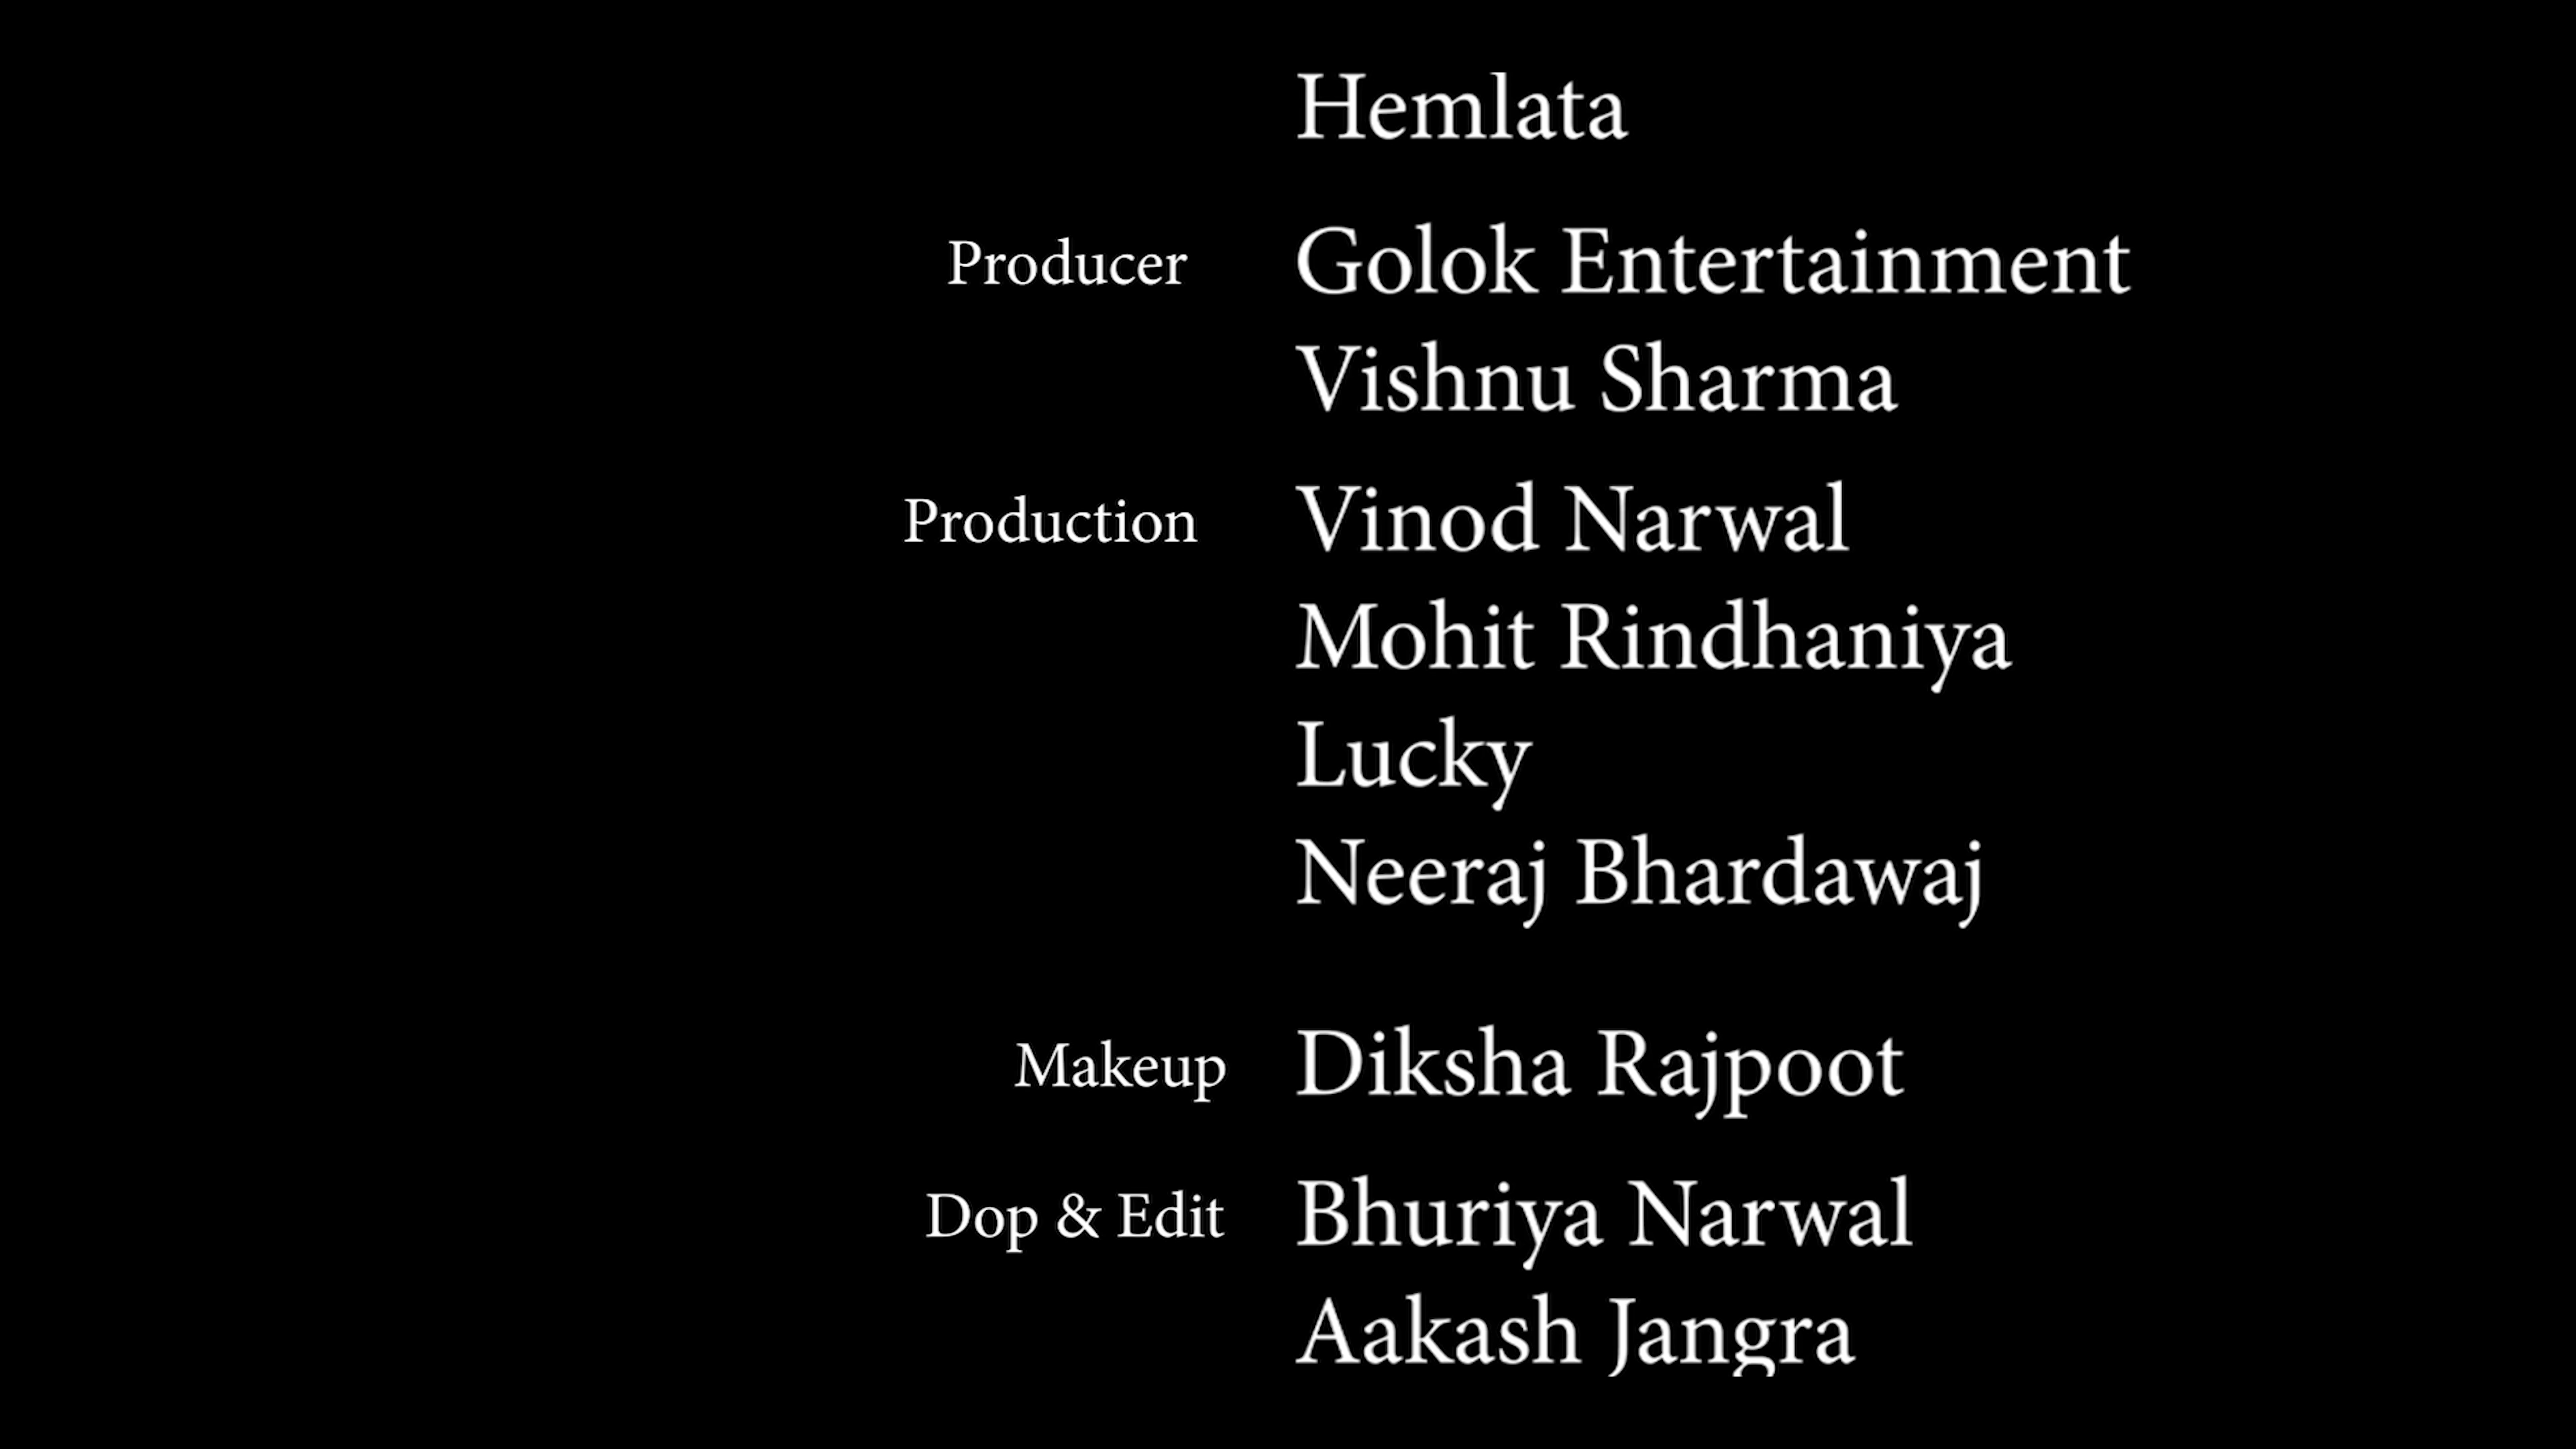 Hemlata
Producer Golok Entertainment
Vishnu Sharma
Production Vinod Narwal
Mohit Rindhaniya
Lucky
Neeraj Bhardawaj
Makeup Diksha Rajpoot
Dop & Edit Bhuriya Narwal
Aakash Jangra